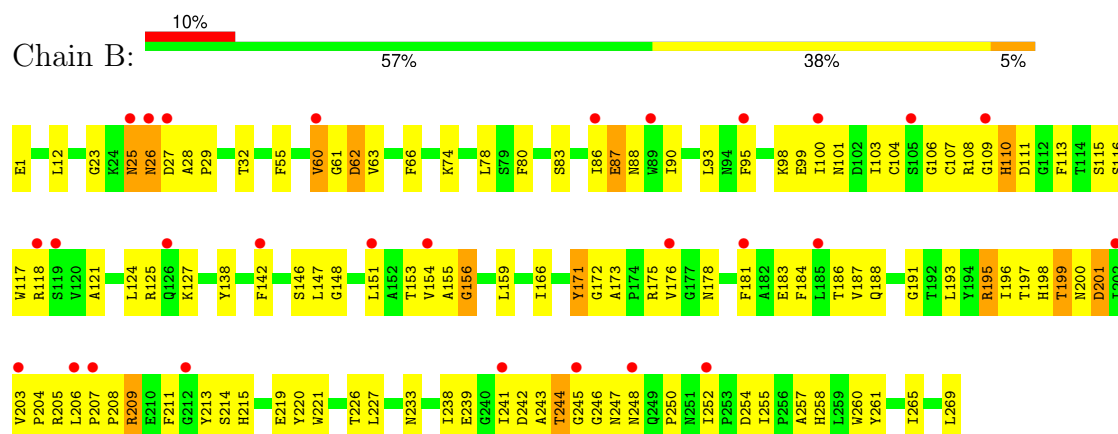 10%
Chain B:
57% 38% 5%
E1 L12 G23 K24 N25 N26 D27 A28 P29 T32 F55 V60 G61 D62 V63 F66 K74 L78 S79 F80 S83 I86 E87 N88 W89 I90 L93 N94 F95 K98 E99 I100 N101 D102 I103 C104 S105 G106 C107 R108 G109 H110 D111 G112 F113 T114 S115 S116
W117 R118 S119 V120 A121 L124 R125 Q126 K127 Y138 F142 S146 L147 G148 L151 A152 T153 V154 A155 G156 L159 I166 Y171 G172 A173 P174 R175 V176 G177 N178 F181 A182 E183 F184 L185 T186 V187 Q188 G191 T192 L193 Y194 R195 I196 T197 H198 T199 N200 D201 I202
V203 P204 R205 L206 P207 P208 R209 E210 F211 G212 Y213 S214 H215 E219 Y220 W221 T226 L227 N233 I238 E239 G240 I241 D242 A243 T244 G245 G246 N247 N248 Q249 P250 N251 I252 P253 D254 I255 P256 A257 H258 L259 W260 Y261 I265 L269